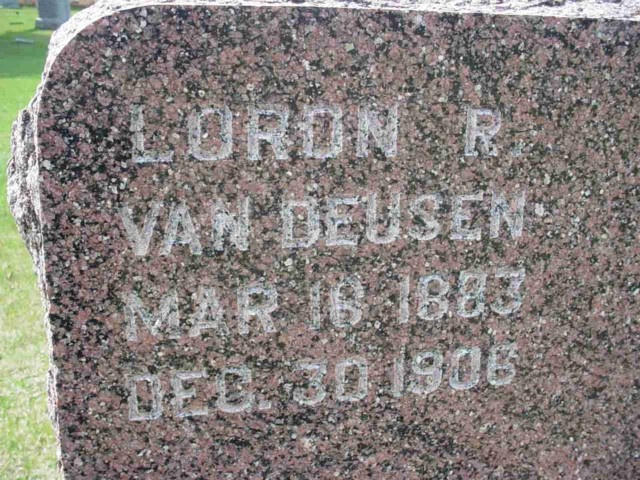 LORON R.
VAN DEUSEN
MAR 16 1883
DEC. 30 1906